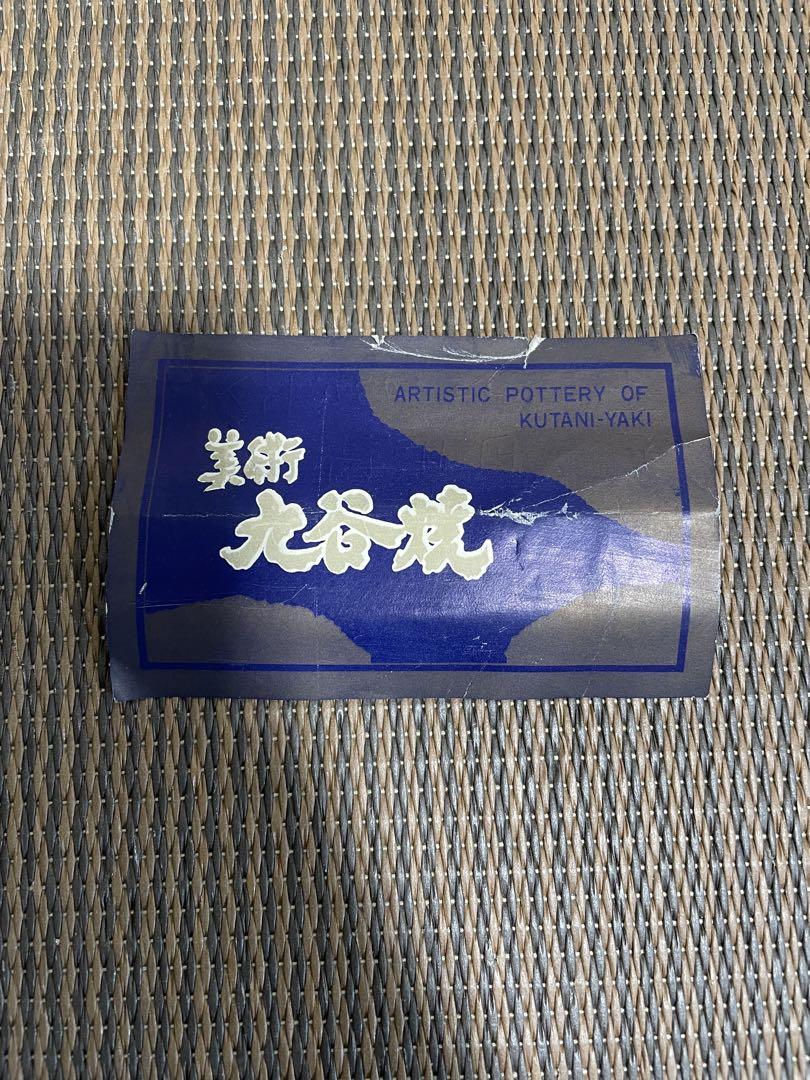 ARTISTIC POTTERY OF
KUTANI-YAKI
美術
九谷焼